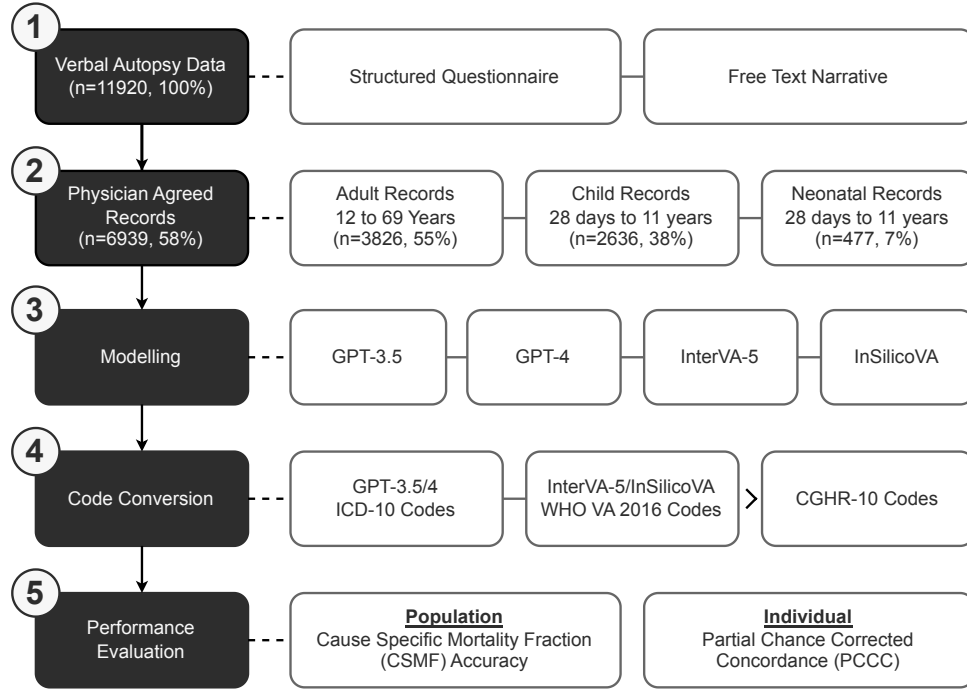 1
Verbal Autopsy Data
(n=11920, 100%)
Structured Questionnaire
Free Text Narrative
2
Physician Agreed
Records
(n=6939, 58%)
Adult Records
12 to 69 Years
(n=3826, 55%)
Child Records
28 days to 11 years
(n=2636, 38%)
Neonatal Records
28 days to 11 years
(n=477, 7%)
3
Modelling
GPT-3.5
GPT-4
InterVA-5
InSilicoVA
4
Code Conversion
GPT-3.5/4
ICD-10 Codes
InterVA-5/InSilicoVA
WHO VA 2016 Codes
>
CGHR-10 Codes
5
Performance
Evaluation
Population
Cause Specific Mortality Fraction
(CSMF) Accuracy
Individual
Partial Chance Corrected
Concordance (PCCC)